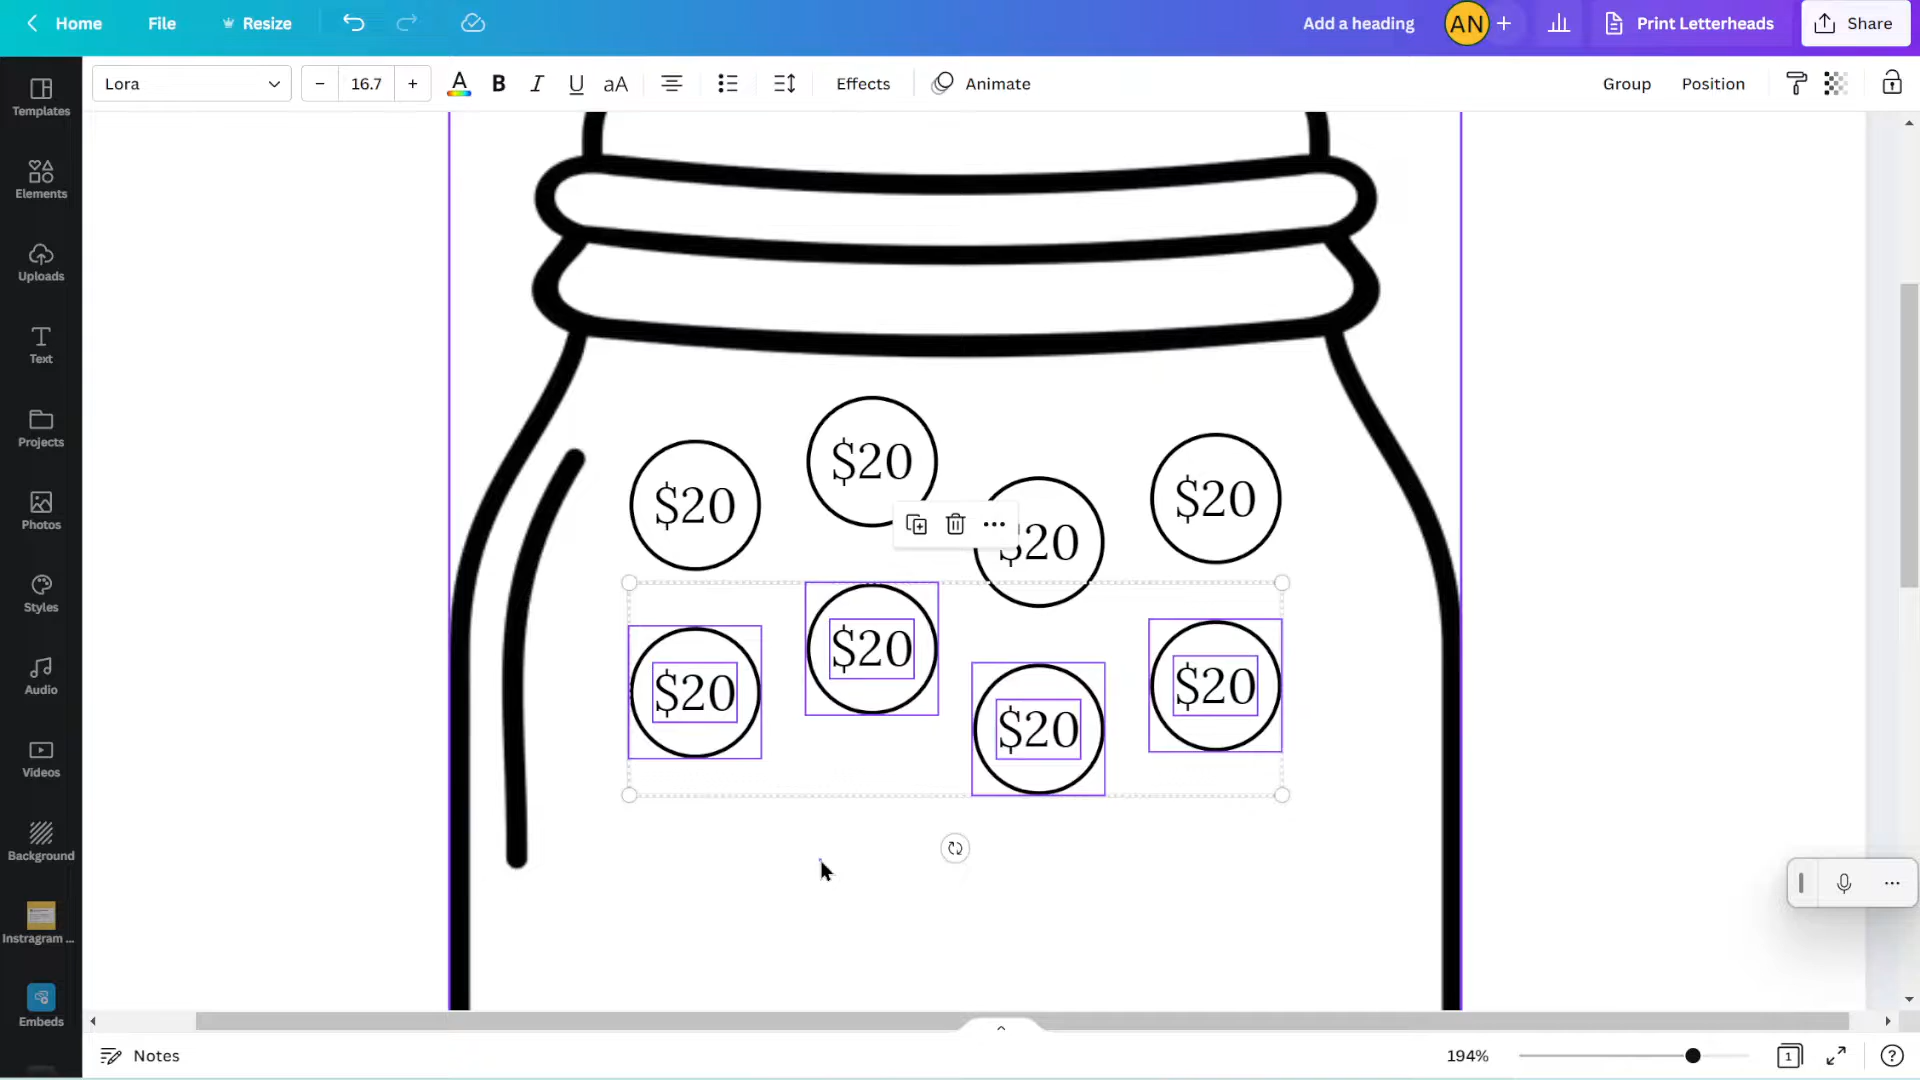 Home File Resize Add a heading AN Print Letterheads Share
Lora 16.7 A B I U aA Effects Animate Group Position
Templates
Elements
Uploads
Text
Projects
Photos
Styles
Audio
Videos
Background
Instragram ...
Embeds
$20 $20 $20 $20
$20 $20 $20 $20
Notes 194% 1 ?